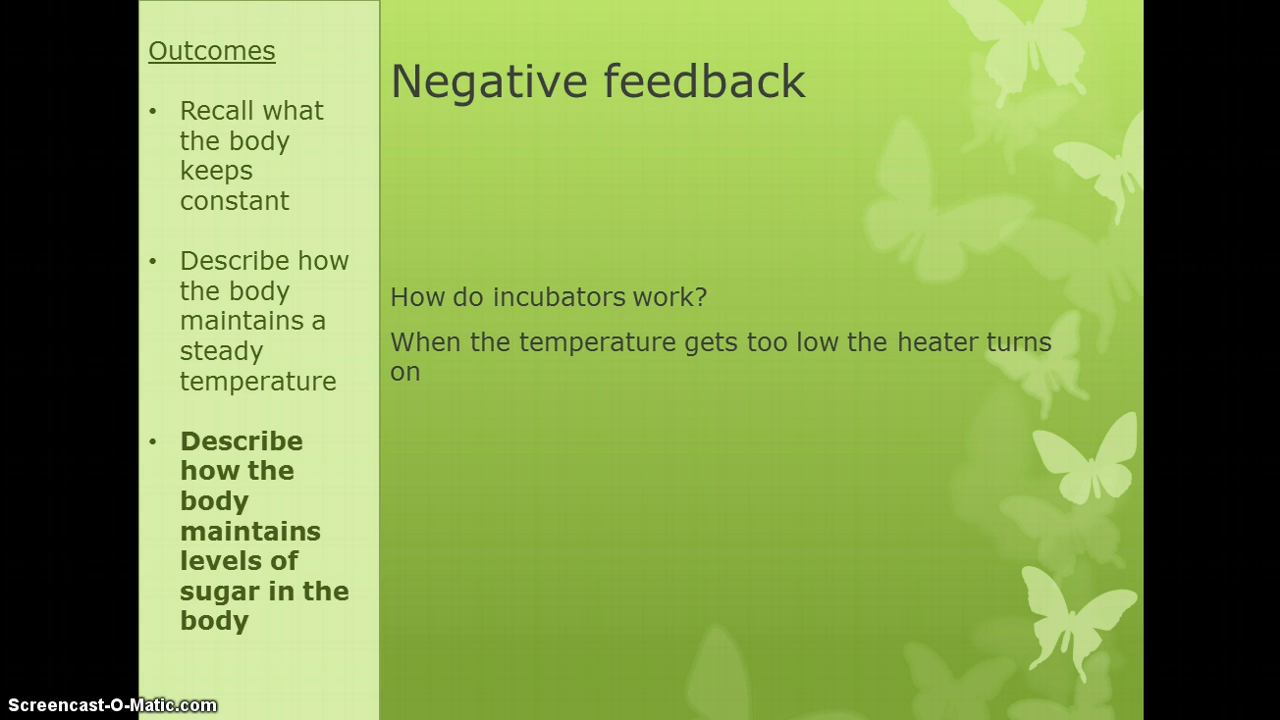 Outcomes
• Recall what
the body
keeps
constant
• Describe how
the body
maintains a
steady
temperature
• Describe
how the
body
maintains
levels of
sugar in the
body
Negative feedback
How do incubators work?
When the temperature gets too low the heater turns
on
Screencast-O-Matic.com